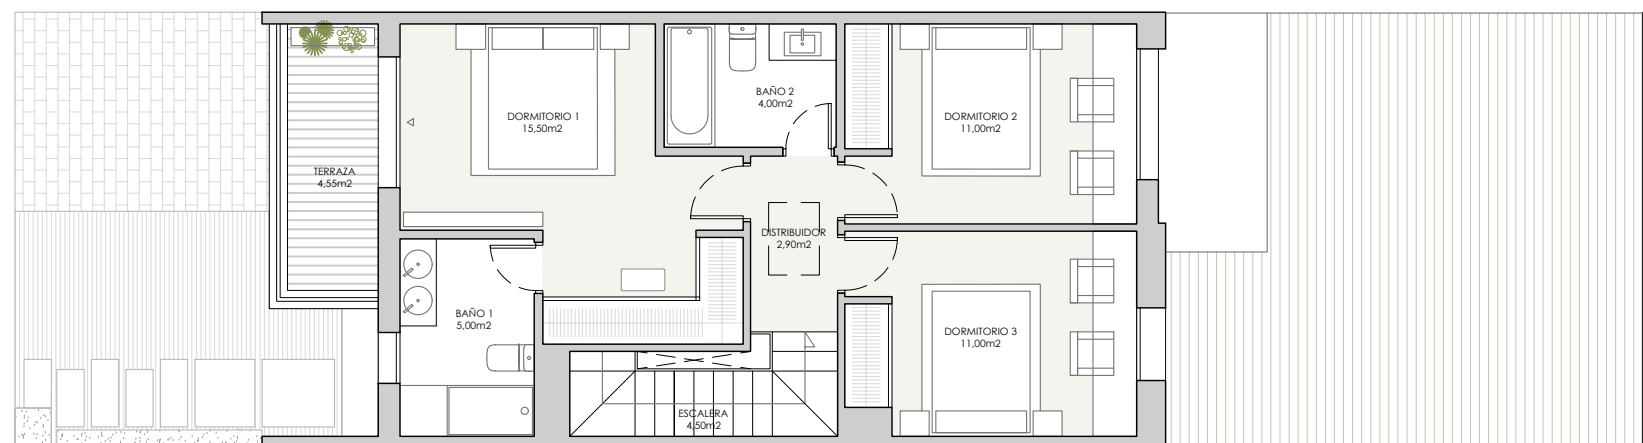 DORMITORIO 1
15,50m2
BAÑO 2
4,00m2
DORMITORIO 2
11,00m2
TERRAZA
4,55m2
DISTRIBUIDOR
2,90m2
BAÑO 1
5,00m2
DORMITORIO 3
11,00m2
ESCALERA
4,50m2